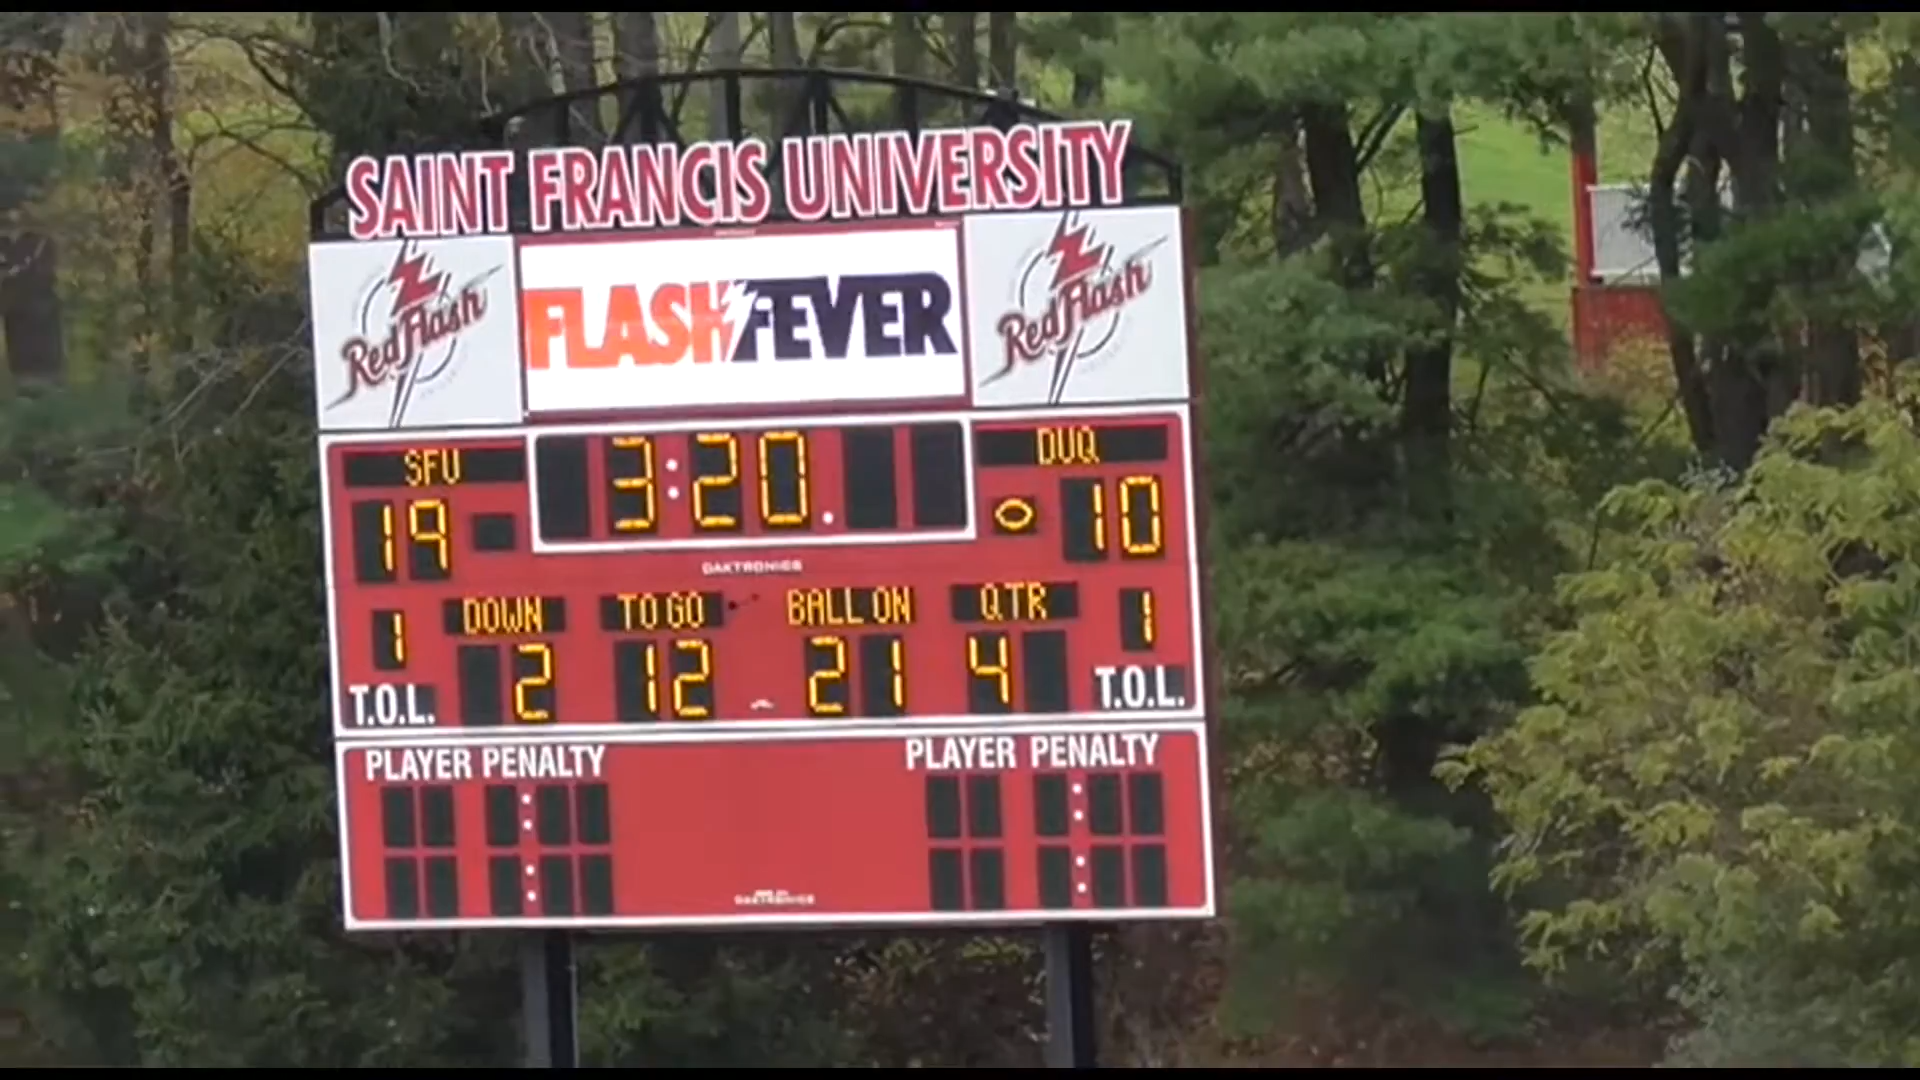 SAINT FRANCIS UNIVERSITY
Red Flash
FLASH FEVER
Red Flash
SFU
3:20.
DUQ
19
10
DAKTRONICS
1
DOWN
TO GO
BALL ON
QTR
1
T.O.L.
2
12
21
4
T.O.L.
PLAYER PENALTY
PLAYER PENALTY
DAKTRONICS